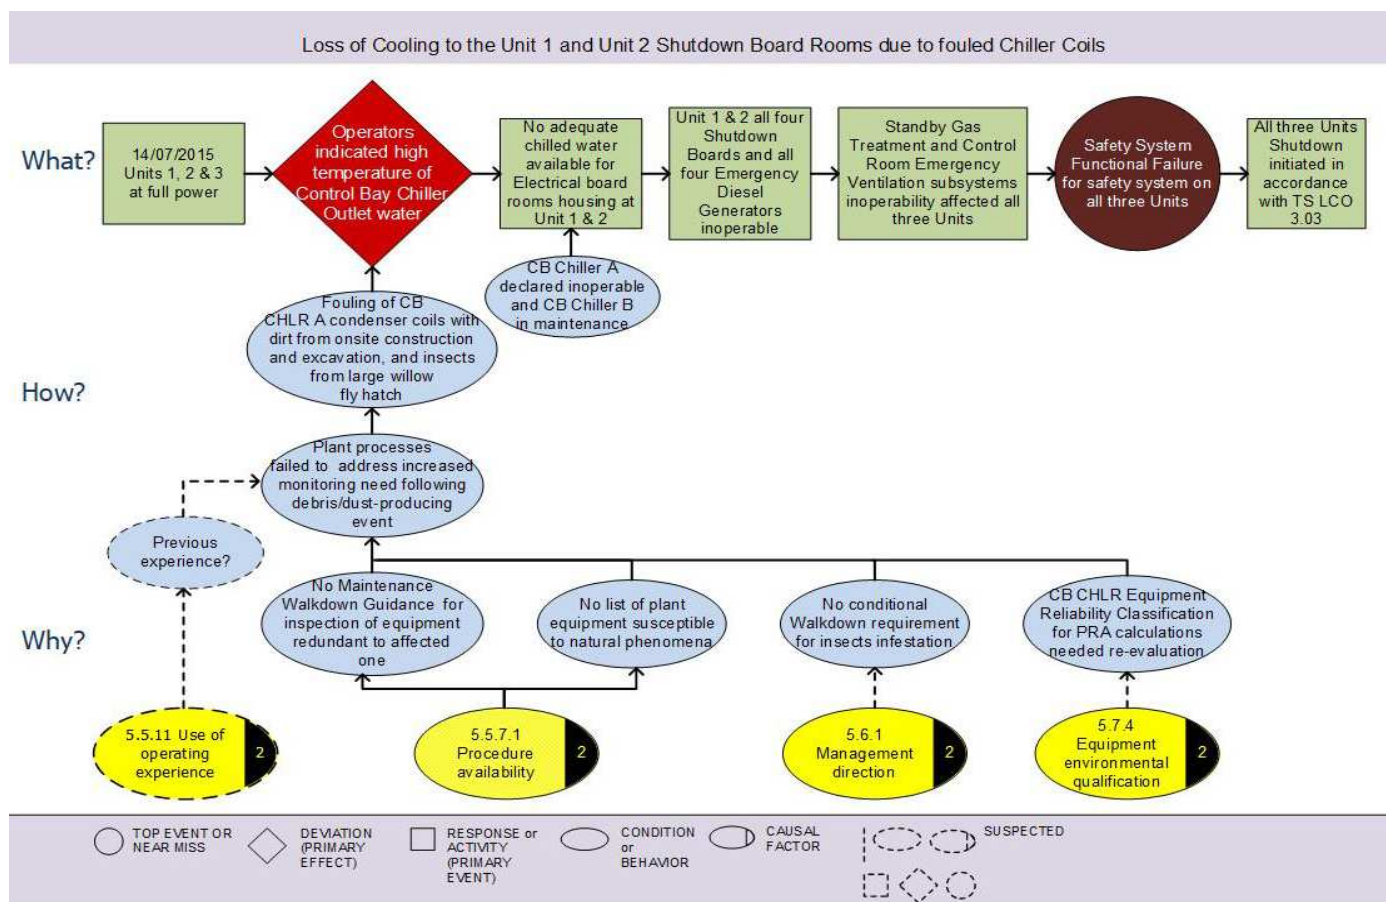 Loss of Cooling to the Unit 1 and Unit 2 Shutdown Board Rooms due to fouled Chiller Coils
What?
14/07/2015
Units 1, 2 & 3
at full power
Operators
indicated high
temperature of
Control Bay Chiller
Outlet water
No adequate
chilled water
available for
Electrical board
rooms housing at
Unit 1 & 2
Unit 1 & 2 all four
Shutdown
Boards and all
four Emergency
Diesel
Generators
inoperable
Standby Gas
Treatment and Control
Room Emergency
Ventilation subsystems
inoperability affected all
three Units
Safety System
Functional Failure
for safety system on
all three Units
All three Units
Shutdown
initiated in
accordance
with TS LCO
3.03
CB Chiller A
declared inoperable
and CB Chiller B
in maintenance
How?
Fouling of CB
CHLR A condenser coils with
dirt from onsite construction
and excavation, and insects
from large willow
fly hatch
Plant processes
failed to address increased
monitoring need following
debris/dust-producing
event
Previous
experience?
Why?
No Maintenance
Walkdown Guidance for
inspection of equipment
redundant to affected
one
No list of plant
equipment susceptible
to natural phenomena
No conditional
Walkdown requirement
for insects infestation
CB CHLR Equipment
Reliability Classification
for PRA calculations
needed re-evaluation
5.5.11 Use of
operating
experience
2
5.5.7.1
Procedure
availability
2
5.6.1
Management
direction
2
5.7.4
Equipment
environmental
qualification
2
TOP EVENT OR
NEAR MISS
DEVIATION
(PRIMARY
EFFECT)
RESPONSE or
ACTIVITY
(PRIMARY
EVENT)
CONDITION
or
BEHAVIOR
CAUSAL
FACTOR
SUSPECTED